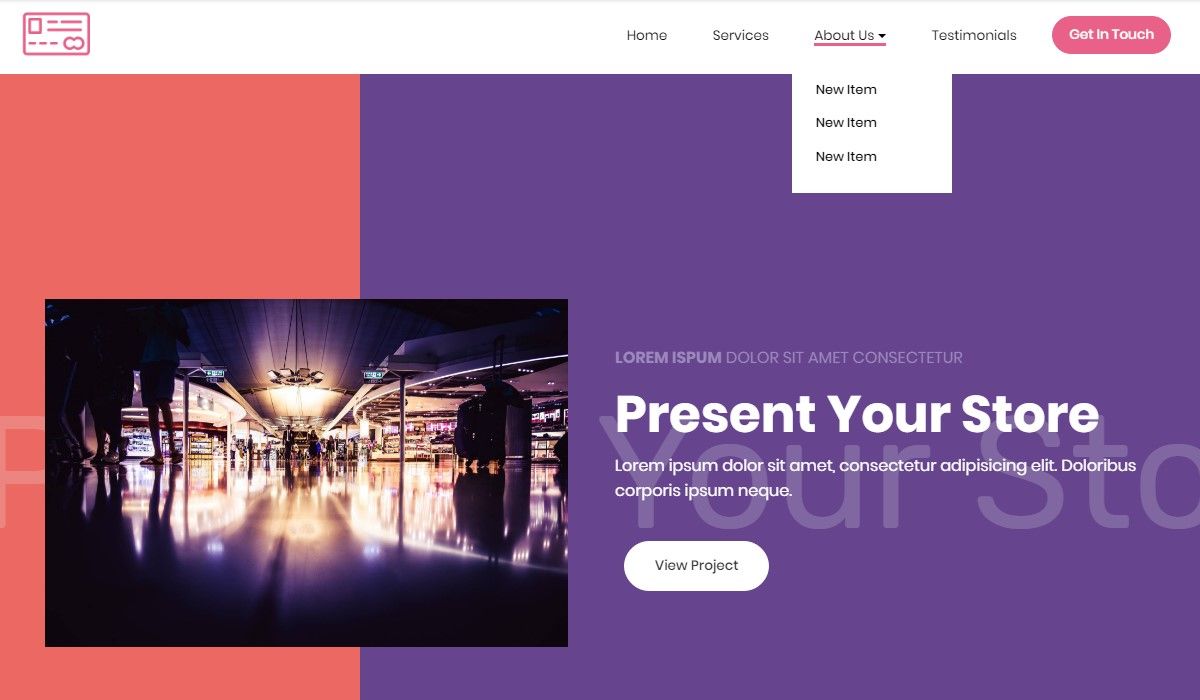 Home Services About Us Testimonials Get In Touch
New Item
New Item
New Item
LOREM ISPUM DOLOR SIT AMET CONSECTETUR
Present Your Store
Lorem ipsum dolor sit amet, consectetur adipisicing elit. Doloribus
corporis ipsum neque.
P Your Sto
View Project